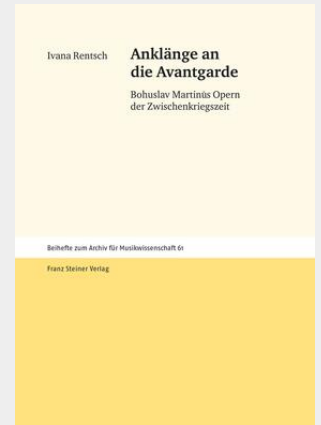 Ivana Rentsch
Anklänge an
die Avantgarde
Bohuslav Martinůs Opern
der Zwischenkriegszeit
Beihefte zum Archiv für Musikwissenschaft 61
Franz Steiner Verlag